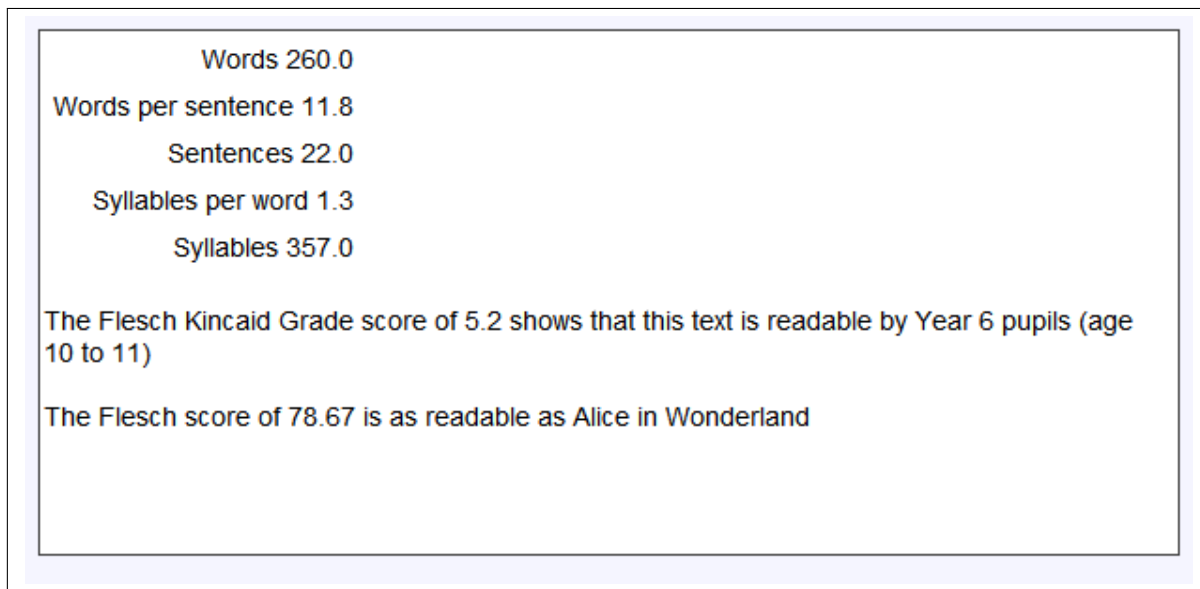 Words 260.0
Words per sentence 11.8
Sentences 22.0
Syllables per word 1.3
Syllables 357.0
The Flesch Kincaid Grade score of 5.2 shows that this text is readable by Year 6 pupils (age
10 to 11)
The Flesch score of 78.67 is as readable as Alice in Wonderland